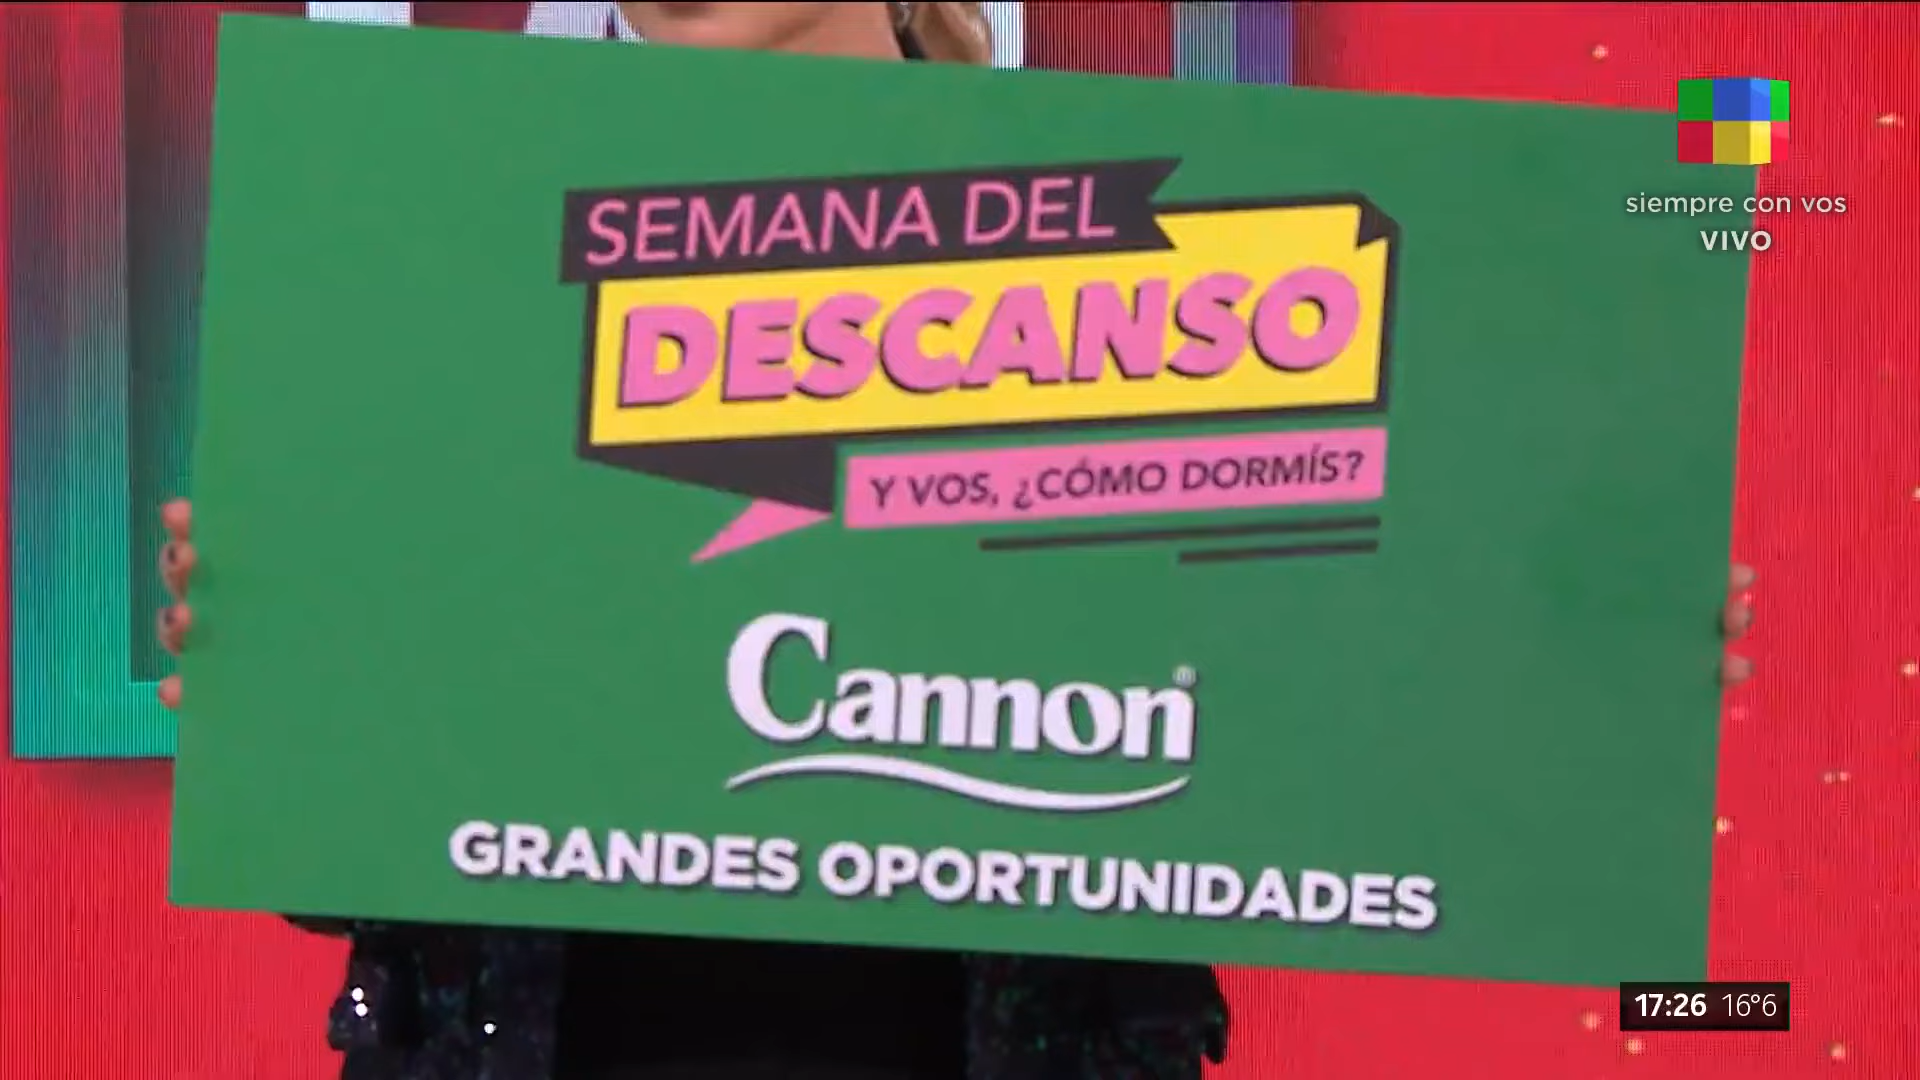 SEMANA DEL
DESCANSO
Y VOS, ¿CÓMO DORMÍS?
Cannon®
GRANDES OPORTUNIDADES
siempre con vos
VIVO
17:26 16°6